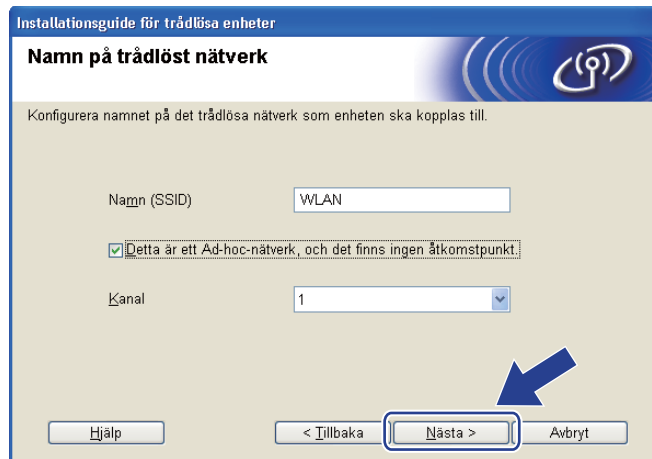 Installationsguide för trådlösa enheter
Namn på trådlöst nätverk
Konfigurera namnet på det trådlösa nätverk som enheten ska kopplas till.
Namn (SSID)
WLAN
Detta är ett Ad-hoc-nätverk, och det finns ingen åtkomstpunkt.
Kanal
1
Hjälp
< Tillbaka
Nästa >
Avbryt